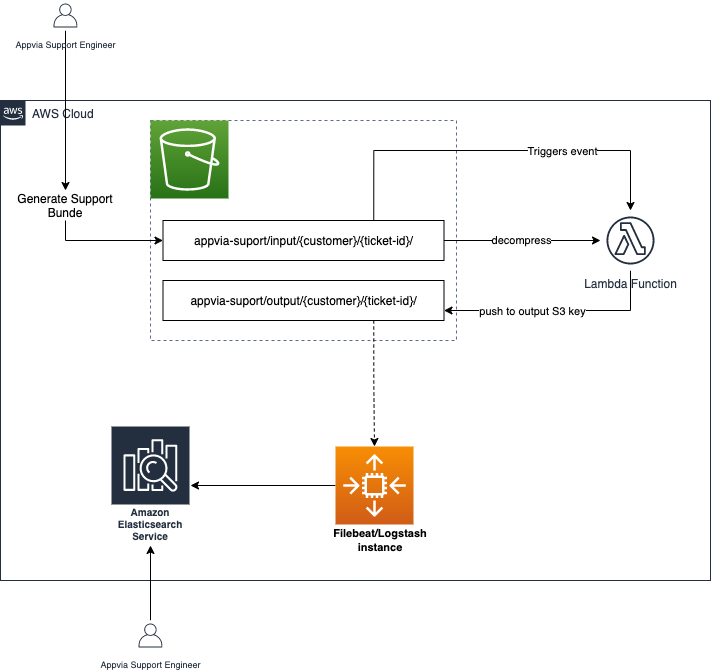 Appvia Support Engineer
aws
AWS Cloud
Generate Support
Bunde
Triggers event
appvia-suport/input/{customer}/{ticket-id}/
decompress
Lambda Function
appvia-suport/output/{customer}/{ticket-id}/
push to output S3 key
Amazon
Elasticsearch
Service
Filebeat/Logstash
instance
Appvia Support Engineer